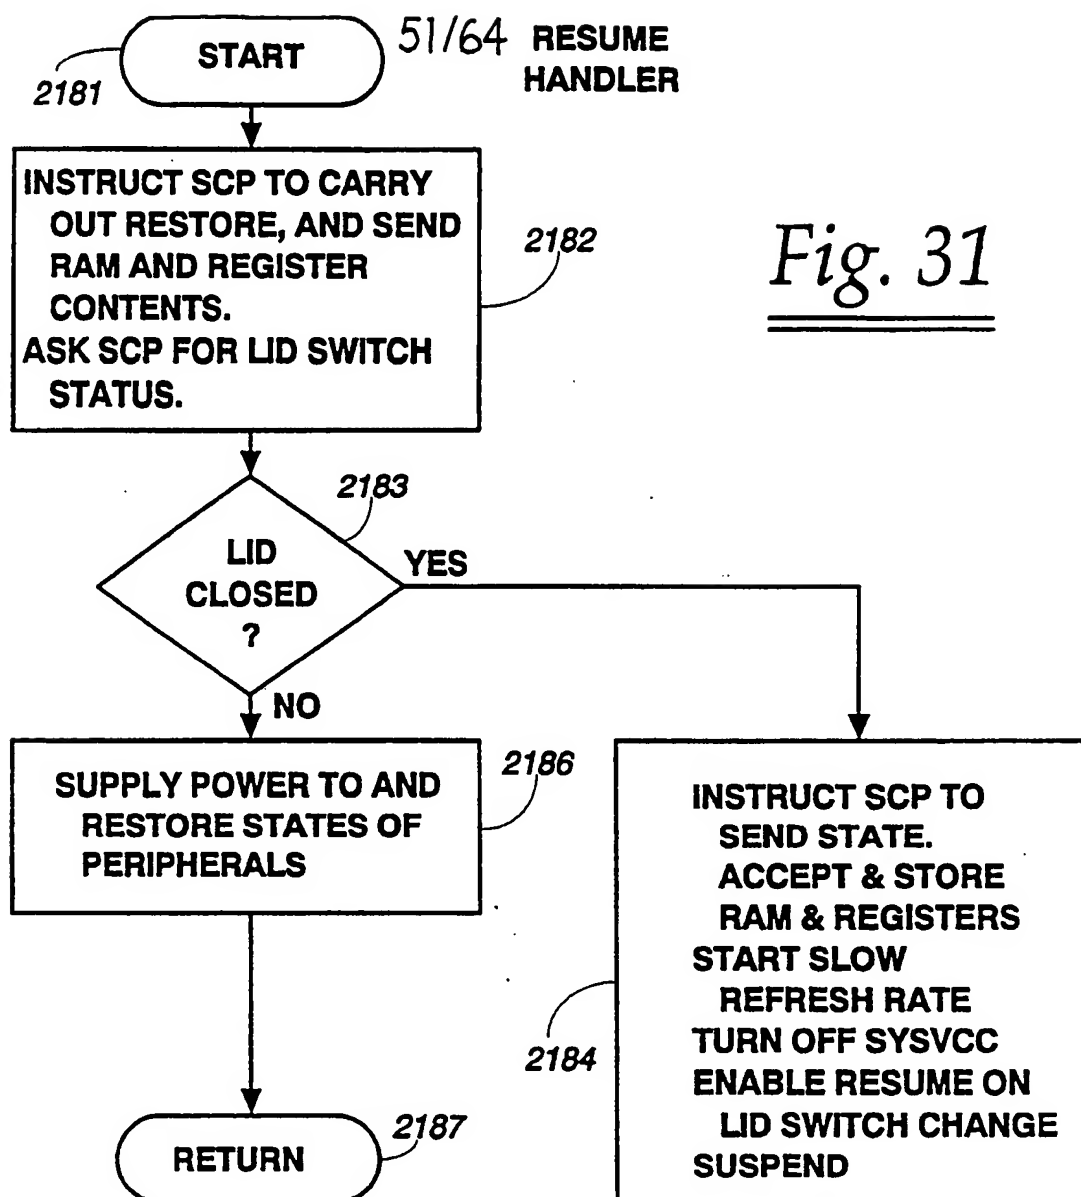 START
51/64 RESUME
HANDLER
2181
INSTRUCT SCP TO CARRY
OUT RESTORE, AND SEND
RAM AND REGISTER
CONTENTS.
ASK SCP FOR LID SWITCH
STATUS.
2182
Fig. 31
2183
LID
CLOSED
?
YES
NO
SUPPLY POWER TO AND
RESTORE STATES OF
PERIPHERALS
2186
INSTRUCT SCP TO
SEND STATE.
ACCEPT & STORE
RAM & REGISTERS
START SLOW
REFRESH RATE
TURN OFF SYSVCC
ENABLE RESUME ON
LID SWITCH CHANGE
SUSPEND
2184
RETURN
2187